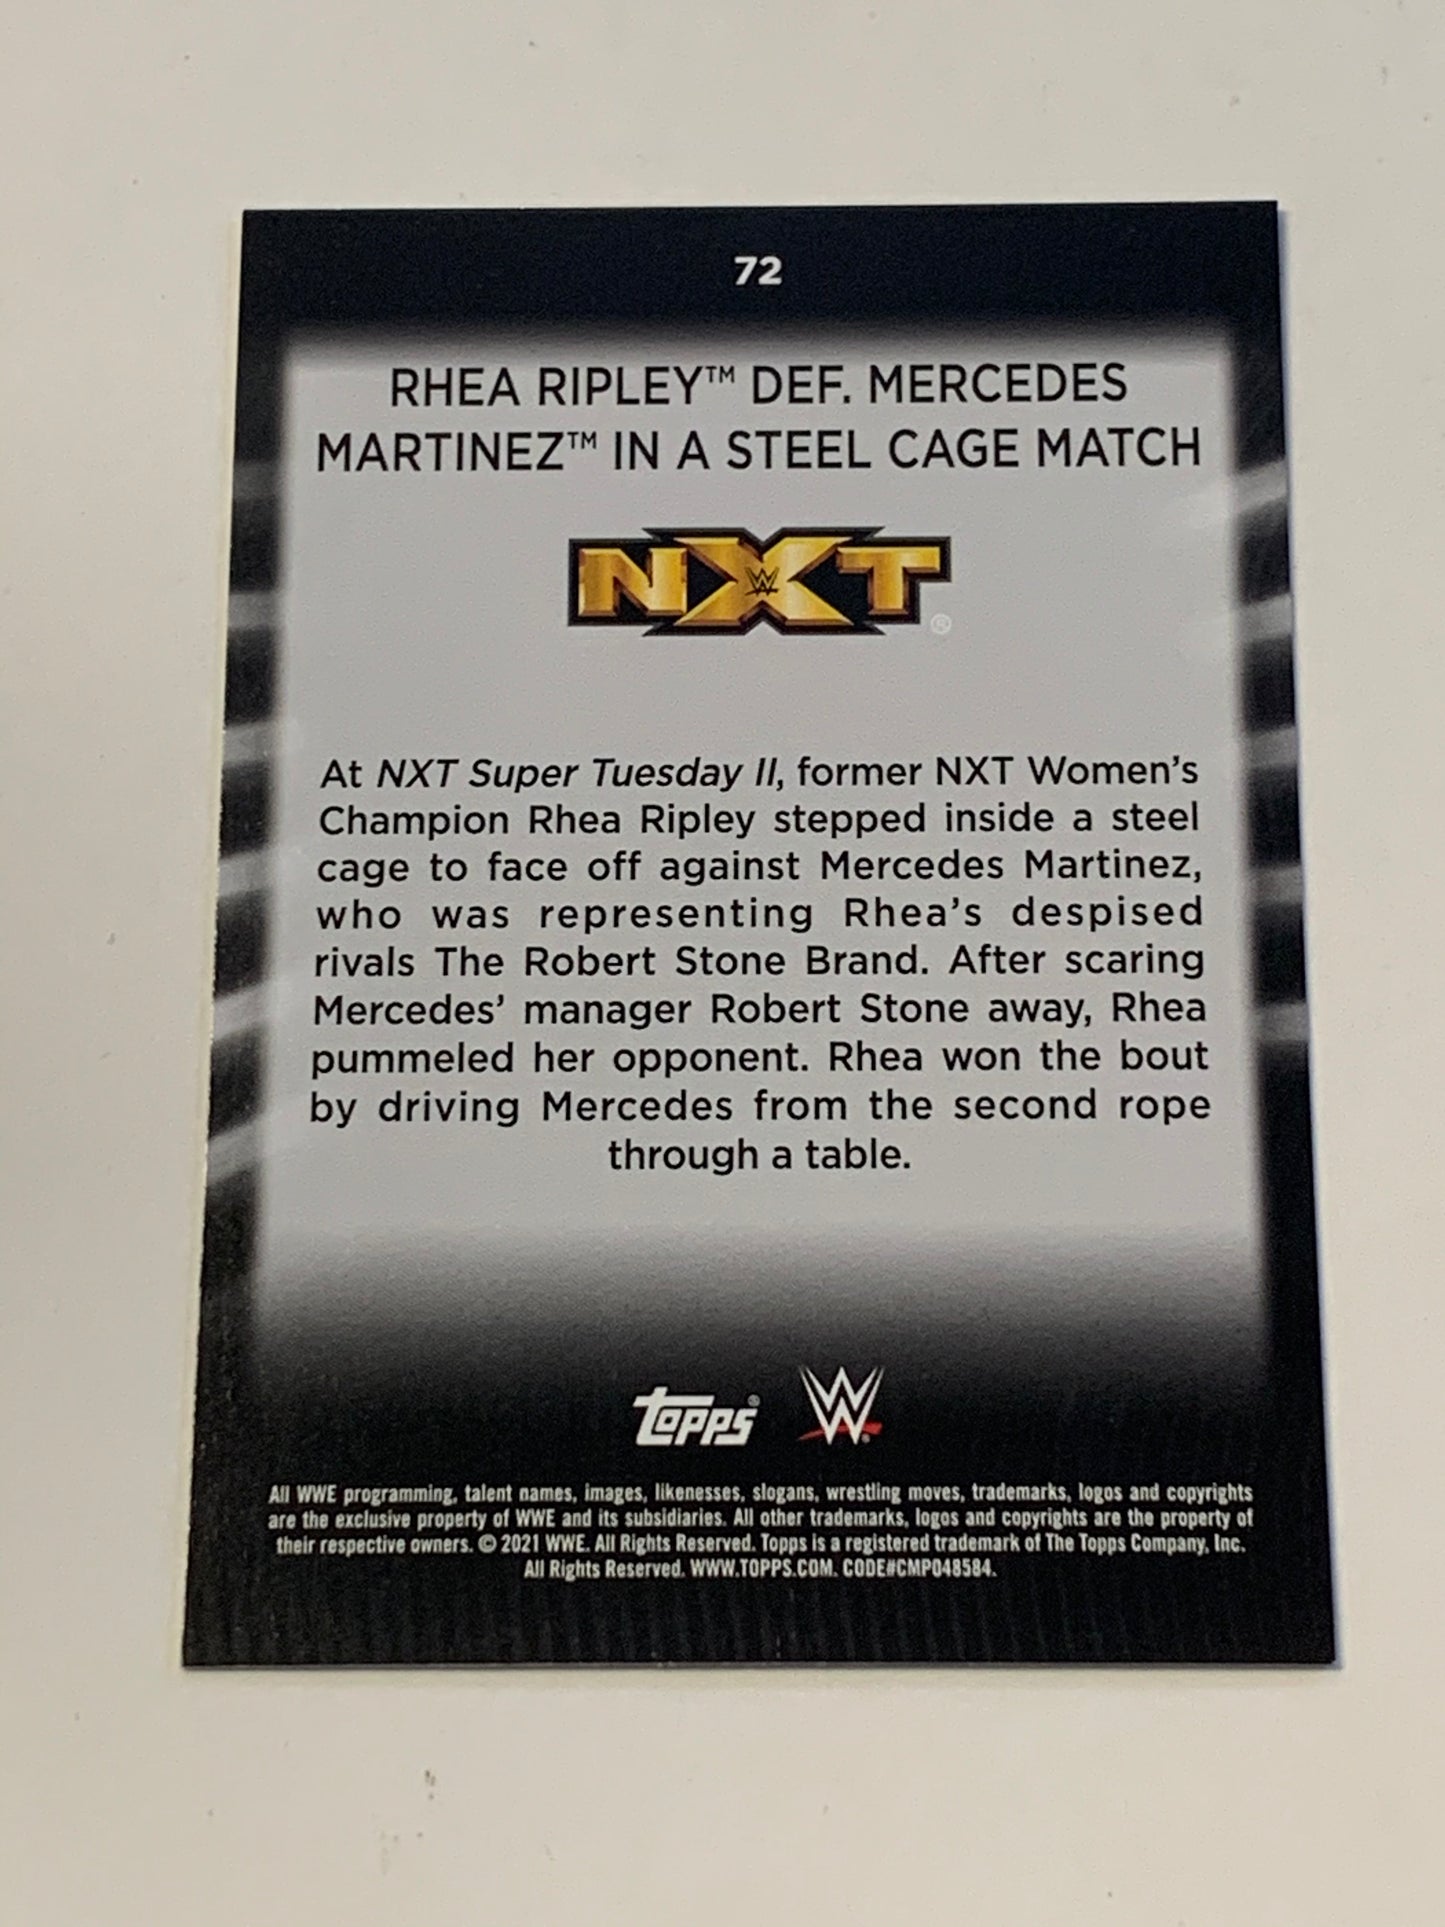 72
RHEA RIPLEY™ DEF. MERCEDES
MARTINEZ™ IN A STEEL CAGE MATCH
NXT®
At NXT Super Tuesday II, former NXT Women's
Champion Rhea Ripley stepped inside a steel
cage to face off against Mercedes Martinez,
who was representing Rhea's despised
rivals The Robert Stone Brand. After scaring
Mercedes' manager Robert Stone away, Rhea
pummeled her opponent. Rhea won the bout
by driving Mercedes from the second rope
through a table.
topps® W®
All WWE programming, talent names, images, likenesses, slogans, wrestling moves, trademarks, logos and copyrights
are the exclusive property of WWE and its subsidiaries. All other trademarks, logos and copyrights are the property of
their respective owners. © 2021 WWE. All Rights Reserved. Topps is a registered trademark of The Topps Company, Inc.
All Rights Reserved. WWW.TOPPS.COM. CODE#CMP048584.